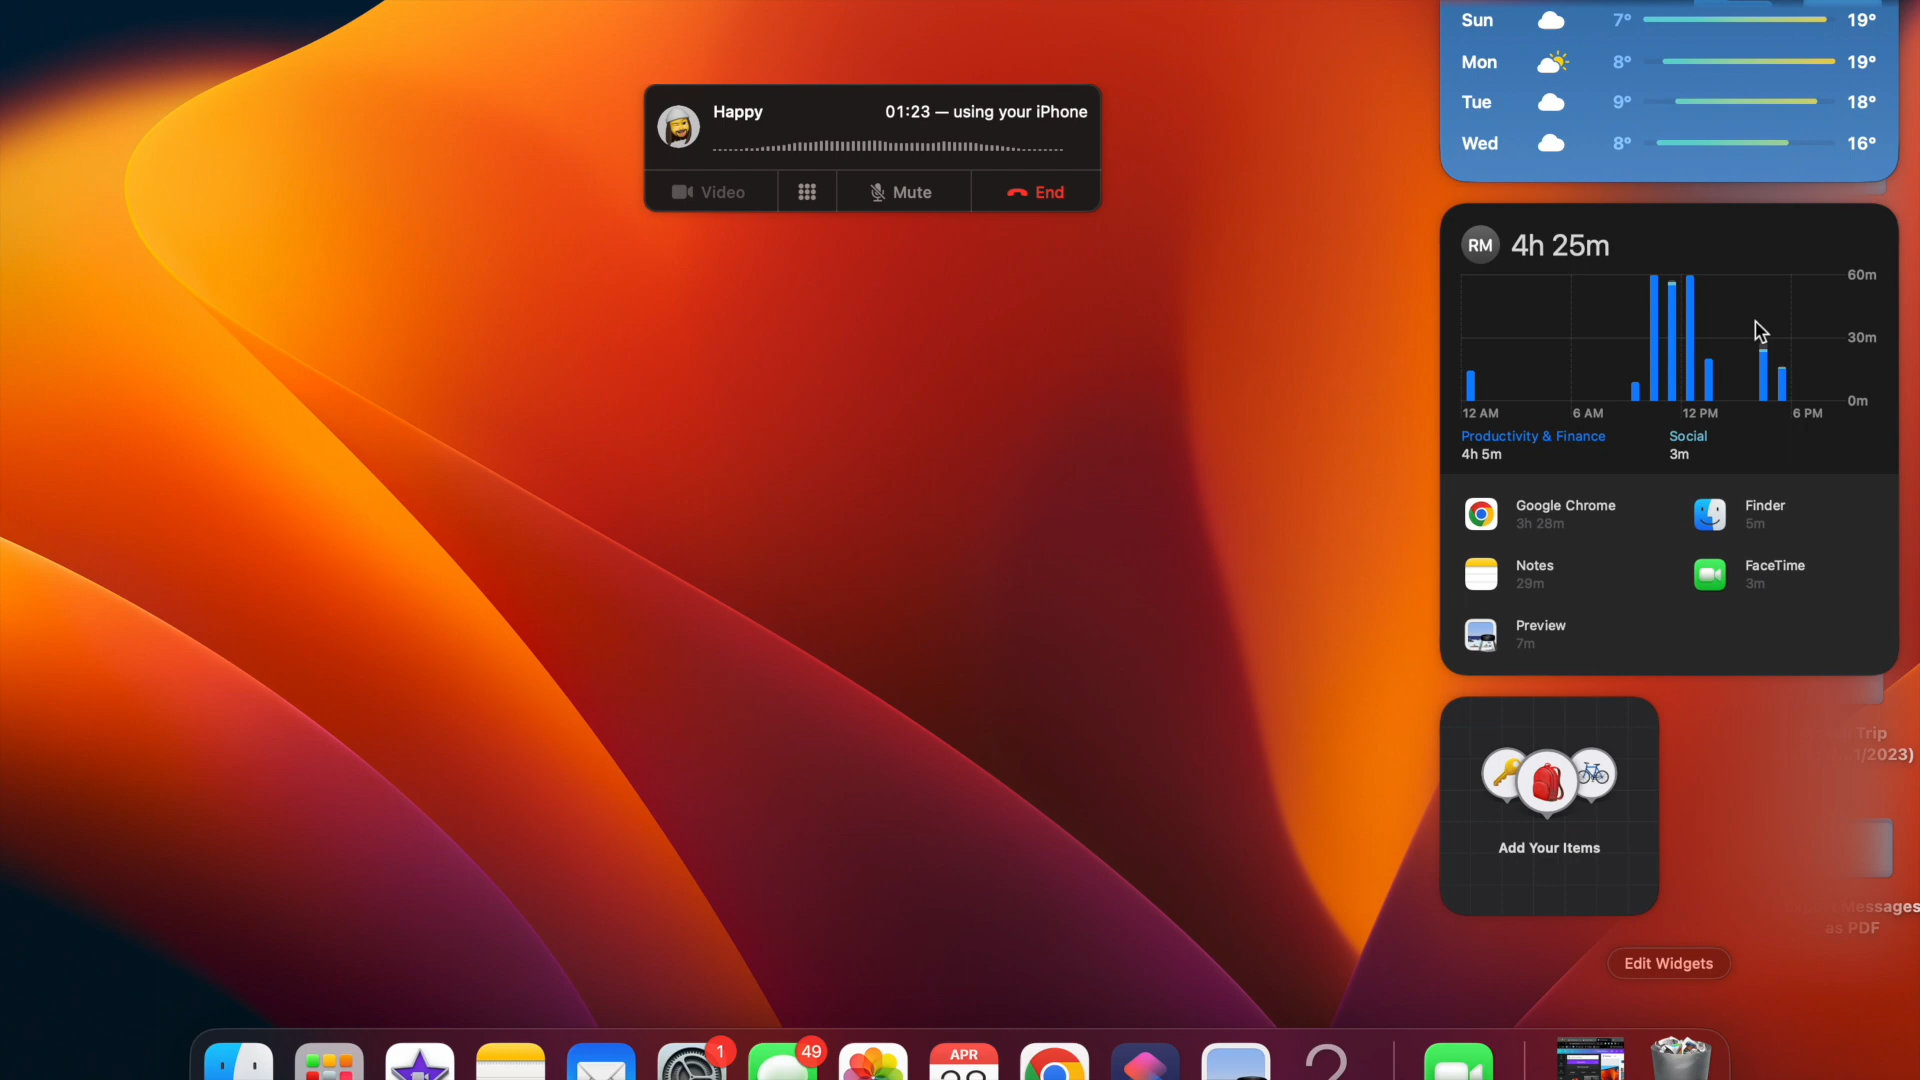 Sun 7° 19°
Mon 8° 19°
Tue 9° 18°
Wed 8° 16°
Happy 01:23 — using your iPhone
Video Mute End
RM 4h 25m
60m
30m
0m
12 AM 6 AM 12 PM 6 PM
Productivity & Finance Social
4h 5m 3m
Google Chrome Finder
3h 28m 5m
Notes FaceTime
29m 3m
Preview
7m
Trip
1/2023)
Add Your Items
Messages
as PDF
Edit Widgets
1 49
APR